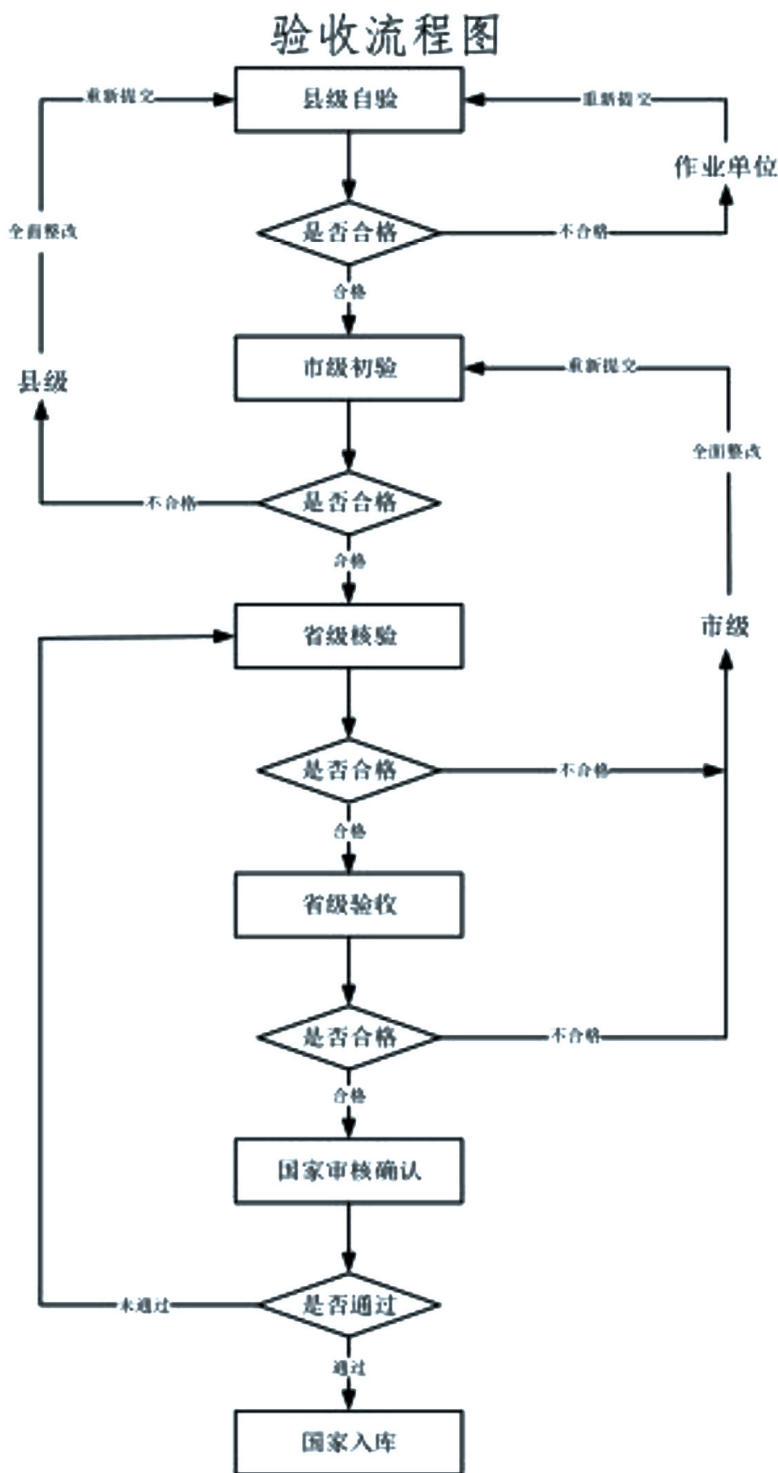 验收流程图
重新提交
县级自验
重新提交
作业单位
全面整改
是否合格
不合格
合格
县级
市级初验
重新提交
全面整改
不合格
是否合格
合格
省级核验
市级
是否合格
不合格
合格
省级验收
是否合格
不合格
合格
国家审核确认
未通过
是否通过
通过
国家入库